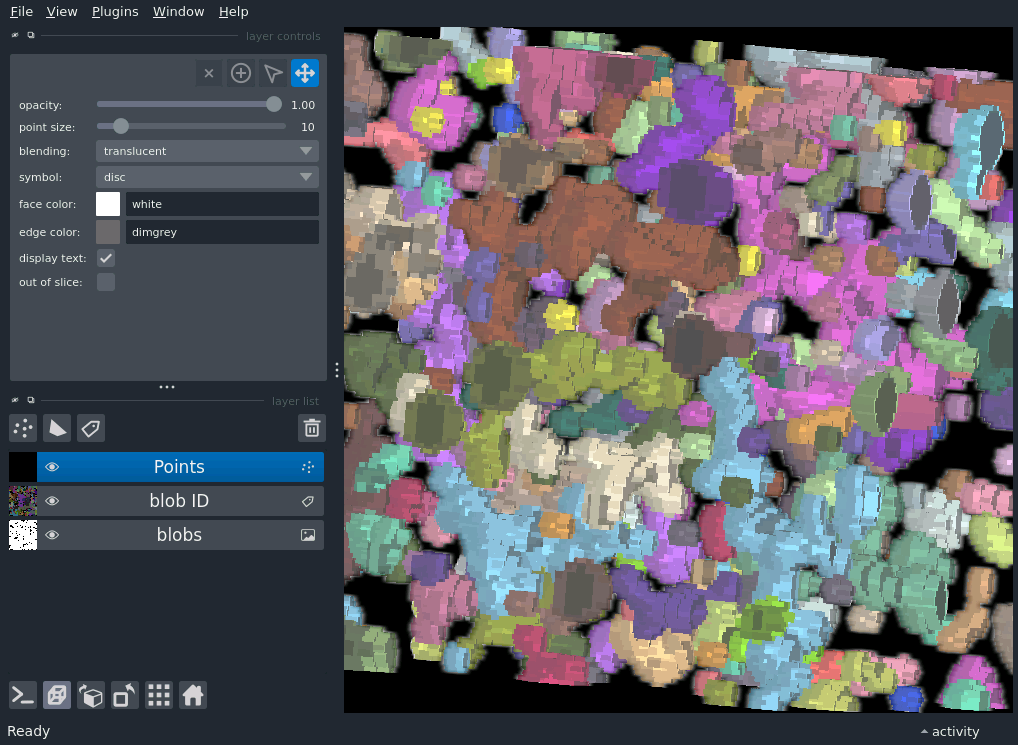 File View Plugins Window Help
layer controls
opacity: 1.00
point size: 10
blending: translucent
symbol: disc
face color: white
edge color: dimgrey
display text:
out of slice:
layer list
Points
blob ID
blobs
Ready activity